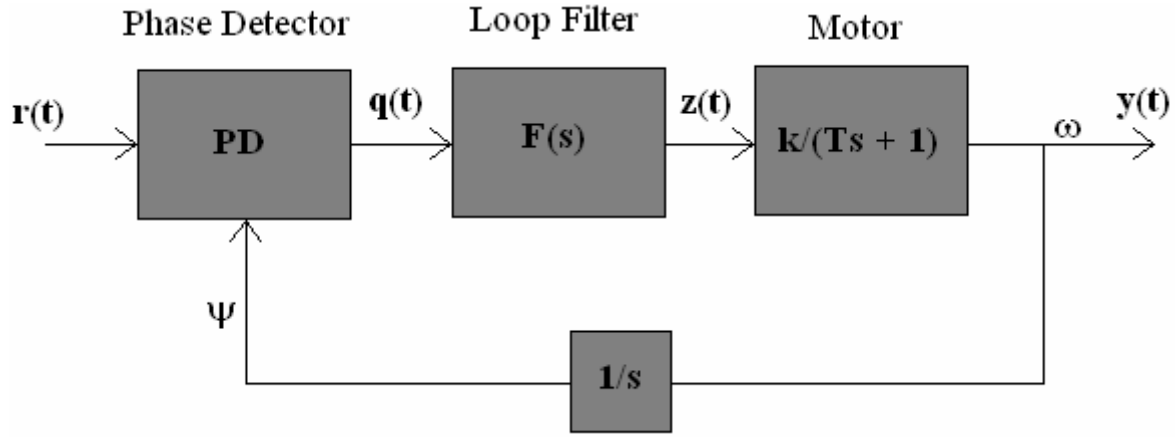 Phase Detector
Loop Filter
Motor
r(t)
PD
q(t)
F(s)
z(t)
k/(Ts + 1)
ω
y(t)
Ψ
1/s